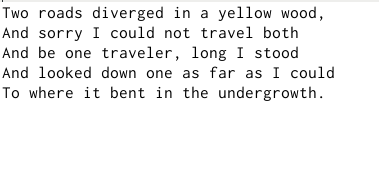 Two roads diverged in a yellow wood,
And sorry I could not travel both
And be one traveler, long I stood
And looked down one as far as I could
To where it bent in the undergrowth.